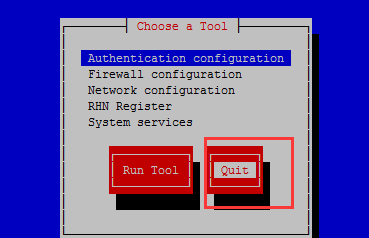 Choose a Tool
Authentication configuration
Firewall configuration
Network configuration
RHN Register
System services
Run Tool Quit